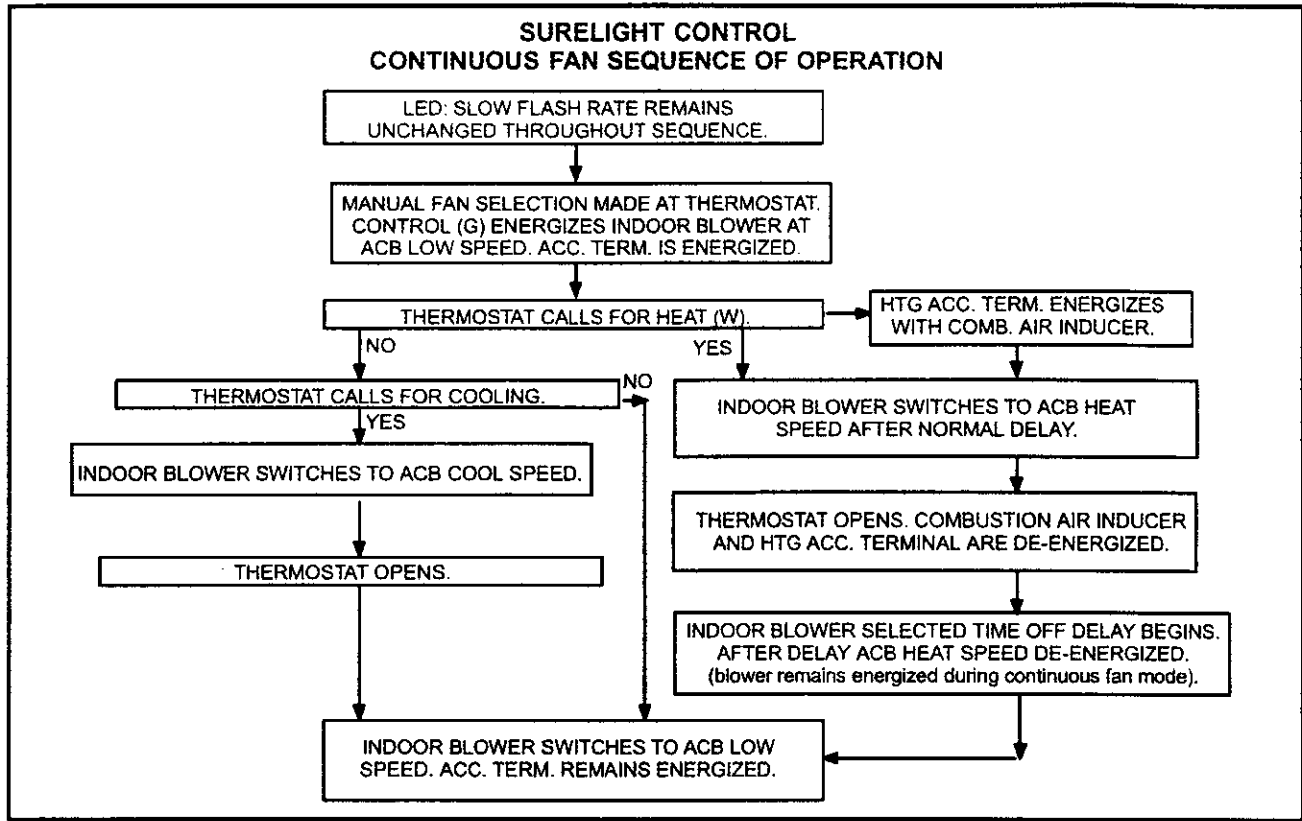 SURELIGHT CONTROL
CONTINUOUS FAN SEQUENCE OF OPERATION
LED: SLOW FLASH RATE REMAINS
UNCHANGED THROUGHOUT SEQUENCE.
MANUAL FAN SELECTION MADE AT THERMOSTAT.
CONTROL (G) ENERGIZES INDOOR BLOWER AT
ACB LOW SPEED. ACC. TERM. IS ENERGIZED.
THERMOSTAT CALLS FOR HEAT (W).
HTG ACC. TERM. ENERGIZES
WITH COMB. AIR INDUCER.
NO
YES
THERMOSTAT CALLS FOR COOLING.
NO
YES
INDOOR BLOWER SWITCHES TO ACB HEAT
SPEED AFTER NORMAL DELAY.
INDOOR BLOWER SWITCHES TO ACB COOL SPEED.
THERMOSTAT OPENS. COMBUSTION AIR INDUCER
AND HTG ACC. TERMINAL ARE DE-ENERGIZED.
THERMOSTAT OPENS.
INDOOR BLOWER SELECTED TIME OFF DELAY BEGINS.
AFTER DELAY ACB HEAT SPEED DE-ENERGIZED.
(blower remains energized during continuous fan mode).
INDOOR BLOWER SWITCHES TO ACB LOW
SPEED. ACC. TERM. REMAINS ENERGIZED.